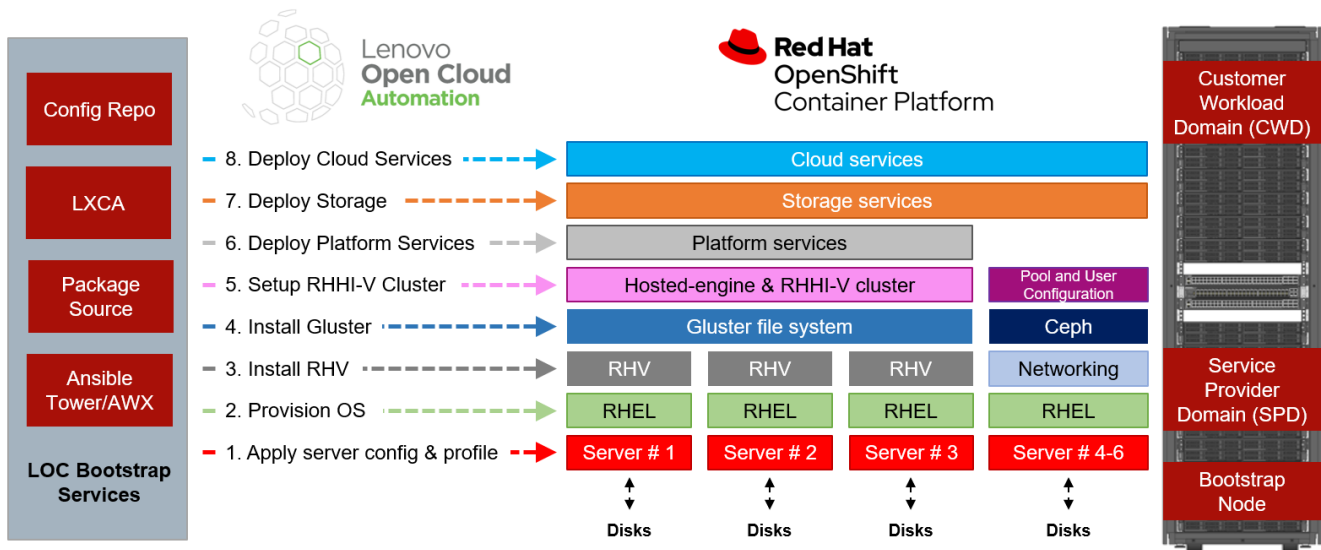 Config Repo
LXCA
Package
Source
Ansible
Tower/AWX
LOC Bootstrap
Services
Lenovo
Open Cloud
Automation
Red Hat
OpenShift
Container Platform
8. Deploy Cloud Services
Cloud services
7. Deploy Storage
Storage services
6. Deploy Platform Services
Platform services
5. Setup RHHI-V Cluster
Hosted-engine & RHHI-V cluster
Pool and User
Configuration
4. Install Gluster
Gluster file system
Ceph
3. Install RHV
RHV
RHV
RHV
Networking
2. Provision OS
RHEL
RHEL
RHEL
RHEL
1. Apply server config & profile
Server # 1
Server # 2
Server # 3
Server # 4-6
Disks
Disks
Disks
Disks
Customer
Workload
Domain (CWD)
Service
Provider
Domain (SPD)
Bootstrap
Node